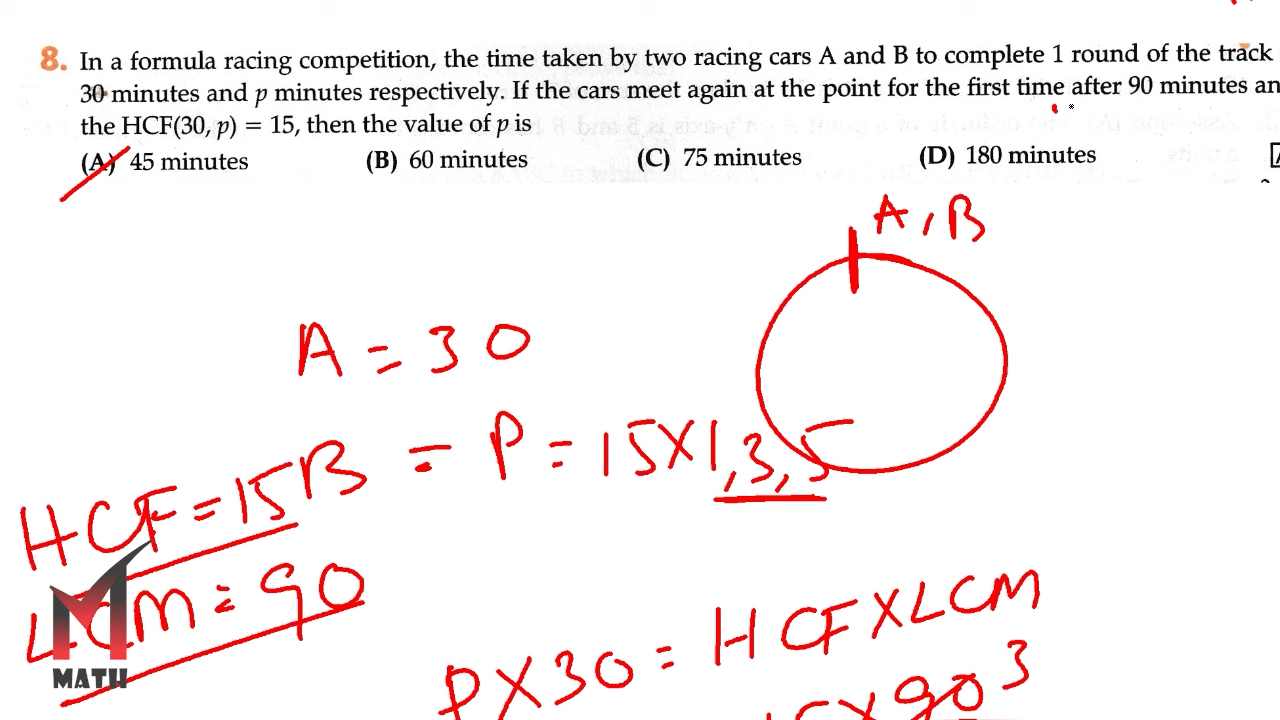 8. In a formula racing competition, the time taken by two racing cars A and B to complete 1 round of the track
30 minutes and p minutes respectively. If the cars meet again at the point for the first time after 90 minutes an
the HCF(30, p) = 15, then the value of p is
(A) 45 minutes (B) 60 minutes (C) 75 minutes (D) 180 minutes
A, B
A = 30
B = P = 15X1,3,5
HCF = 15
LCM = 90
P X 30 = HCF X LCM
X 90 3
MATH